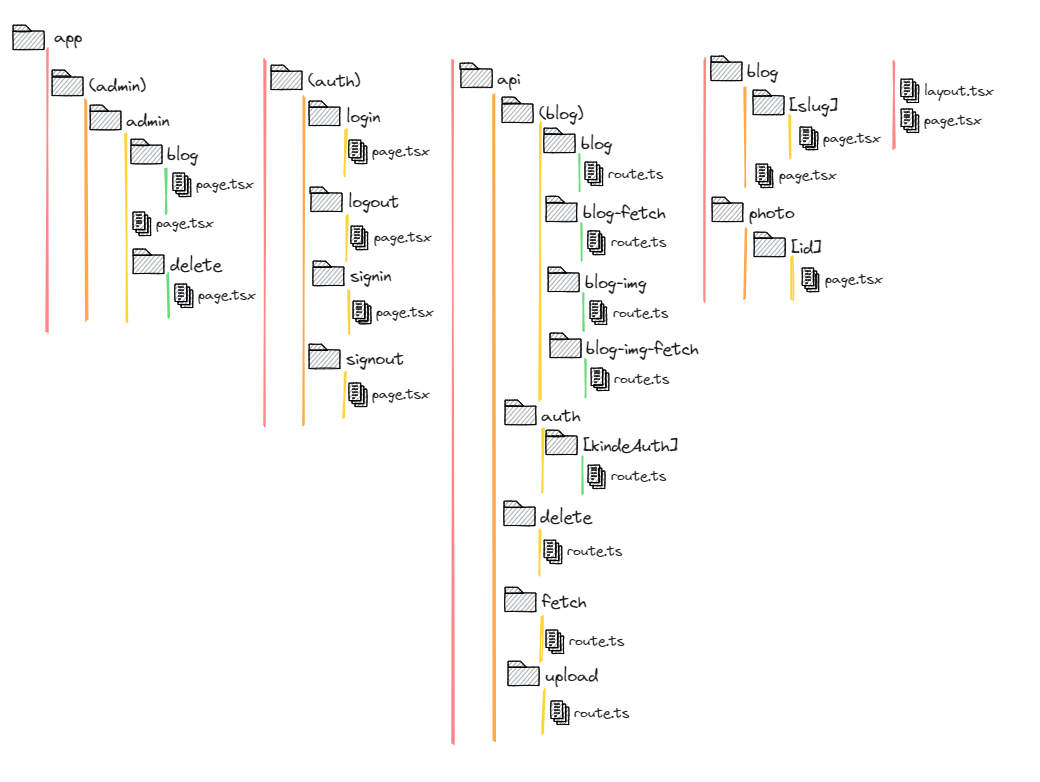 app
(admin)
admin
blog
page.tsx
page.tsx
delete
page.tsx
(auth)
login
page.tsx
logout
page.tsx
signin
page.tsx
signout
page.tsx
api
(blog)
blog
route.ts
blog-fetch
route.ts
blog-img
route.ts
blog-img-fetch
route.ts
auth
[kindeAuth]
route.ts
delete
route.ts
fetch
route.ts
upload
route.ts
blog
[slug]
page.tsx
page.tsx
photo
[id]
page.tsx
layout.tsx
page.tsx